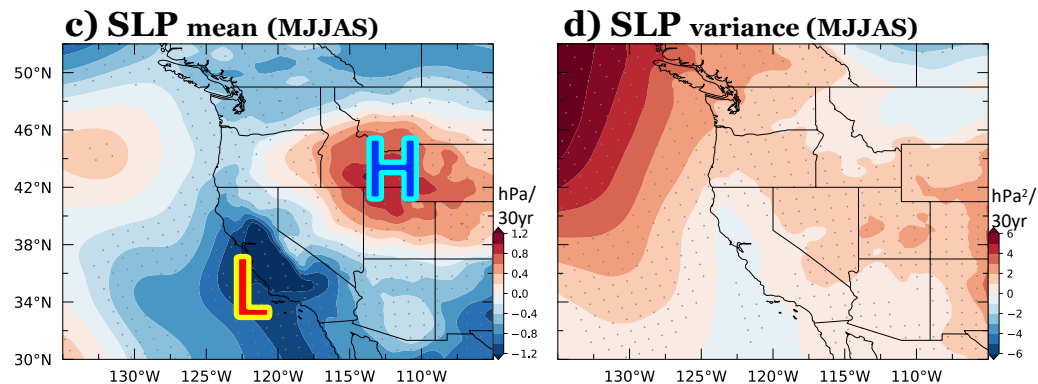 c) SLP mean (MJJAS)
d) SLP variance (MJJAS)
50°N
46°N
42°N
38°N
34°N
30°N
130°W
125°W
120°W
115°W
110°W
H
L
hPa/
30yr
1.2
0.8
0.4
0.0
−0.4
−0.8
−1.2
130°W
125°W
120°W
115°W
110°W
hPa²/
30yr
6
4
2
0
−2
−4
−6